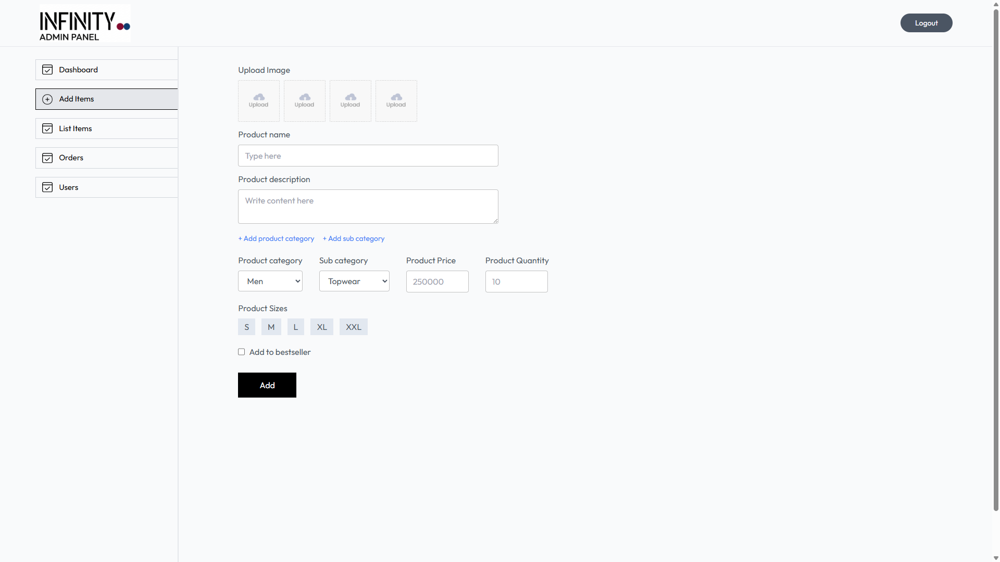 INFINITY
ADMIN PANEL
Logout
Dashboard
Add Items
List Items
Orders
Users
Upload Image
Upload Upload Upload Upload
Product name
Type here
Product description
Write content here
+ Add product category + Add sub category
Product category Sub category Product Price Product Quantity
Men Topwear 250000 10
Product Sizes
S M L XL XXL
Add to bestseller
Add